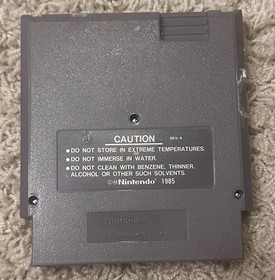 CAUTION REV-A
• DO NOT STORE IN EXTREME TEMPERATURES.
• DO NOT IMMERSE IN WATER.
• DO NOT CLEAN WITH BENZENE, THINNER,
ALCOHOL OR OTHER SUCH SOLVENTS.
©® Nintendo® 1985
Nintendo